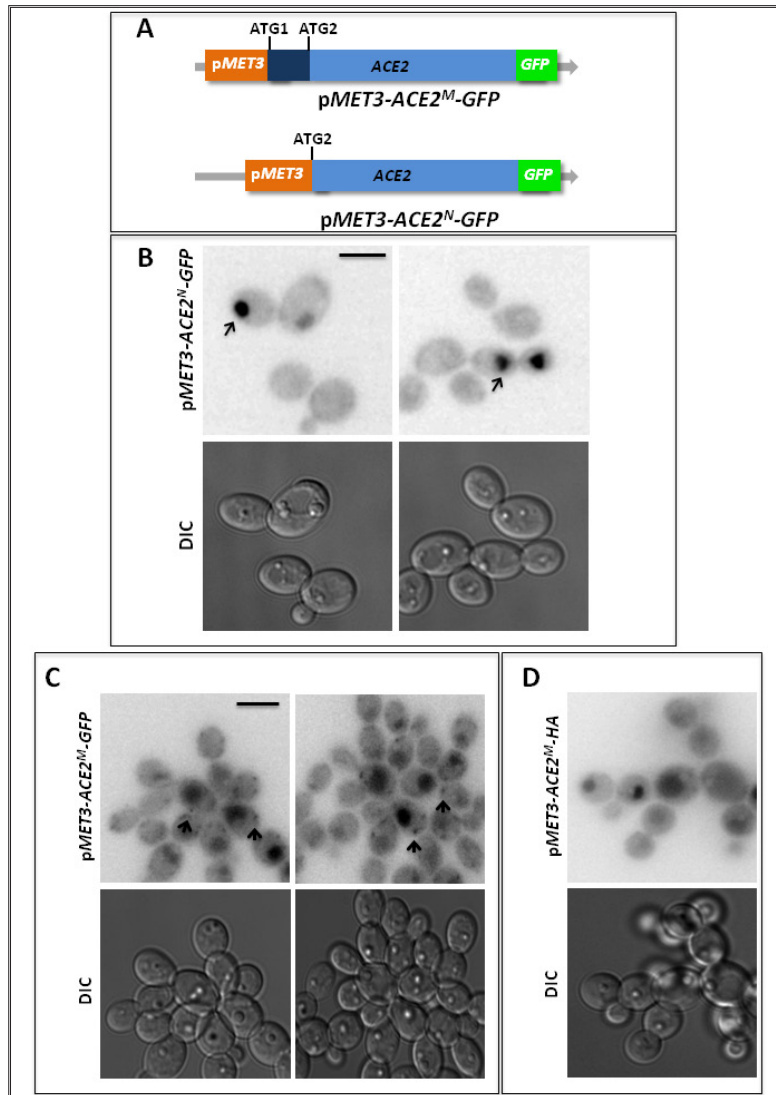 A
ATG1 ATG2
pMET3 ACE2 GFP
pMET3-ACE2ᴹ-GFP
ATG2
pMET3 ACE2 GFP
pMET3-ACE2ᴺ-GFP
B
pMET3-ACE2ᴺ-GFP
DIC
C
pMET3-ACE2ᴹ-GFP
DIC
D
pMET3-ACE2ᴹ-HA
DIC